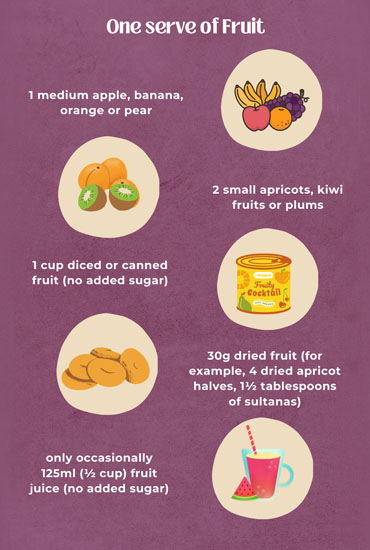 One serve of Fruit
1 medium apple, banana,
orange or pear
2 small apricots, kiwi
fruits or plums
1 cup diced or canned
fruit (no added sugar)
Fruity
Cocktail
30g dried fruit (for
example, 4 dried apricot
halves, 1½ tablespoons
of sultanas)
only occasionally
125ml (½ cup) fruit
juice (no added sugar)